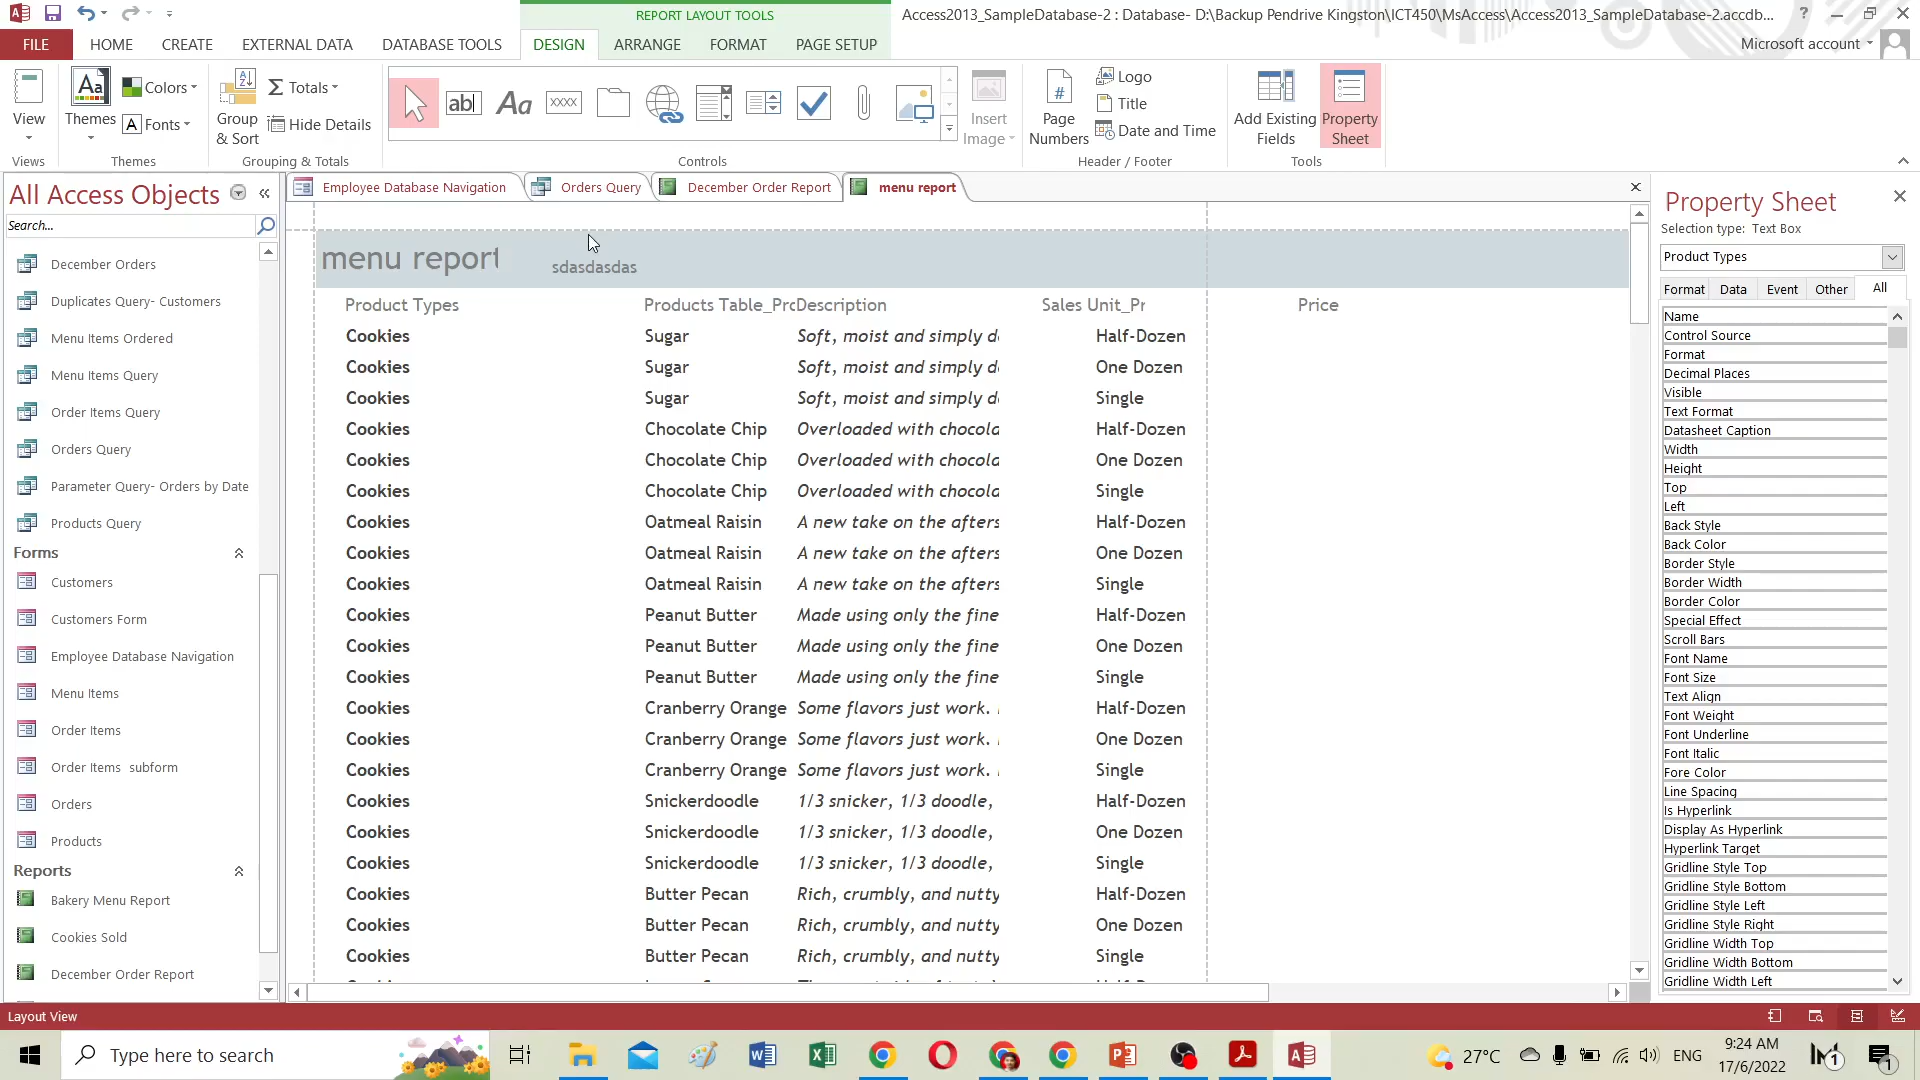 REPORT LAYOUT TOOLS
Access2013_SampleDatabase-2 : Database- D:\Backup Pendrive Kingston\ICT450\MsAccess\Access2013_SampleDatabase-2.accdb...
?
FILE HOME CREATE EXTERNAL DATA DATABASE TOOLS DESIGN ARRANGE FORMAT PAGE SETUP
Microsoft account
View
Views
Themes
Colors
Fonts
Themes
Group & Sort
Totals
Hide Details
Grouping & Totals
Controls
Insert Image
Page Numbers
Logo
Title
Date and Time
Header / Footer
Add Existing Fields
Property Sheet
Tools
All Access Objects
Search...
December Orders
Duplicates Query- Customers
Menu Items Ordered
Menu Items Query
Order Items Query
Orders Query
Parameter Query- Orders by Date
Products Query
Forms
Customers
Customers Form
Employee Database Navigation
Menu Items
Order Items
Order Items subform
Orders
Products
Reports
Bakery Menu Report
Cookies Sold
December Order Report
Employee Database Navigation
Orders Query
December Order Report
menu report
menu report
sdasdasdas
Product Types Products Table_Prc Description Sales Unit_Pr Price
Cookies Sugar Soft, moist and simply d Half-Dozen
Cookies Sugar Soft, moist and simply d One Dozen
Cookies Sugar Soft, moist and simply d Single
Cookies Chocolate Chip Overloaded with chocola Half-Dozen
Cookies Chocolate Chip Overloaded with chocola One Dozen
Cookies Chocolate Chip Overloaded with chocola Single
Cookies Oatmeal Raisin A new take on the afters Half-Dozen
Cookies Oatmeal Raisin A new take on the afters One Dozen
Cookies Oatmeal Raisin A new take on the afters Single
Cookies Peanut Butter Made using only the fine Half-Dozen
Cookies Peanut Butter Made using only the fine One Dozen
Cookies Peanut Butter Made using only the fine Single
Cookies Cranberry Orange Some flavors just work. Half-Dozen
Cookies Cranberry Orange Some flavors just work. One Dozen
Cookies Cranberry Orange Some flavors just work. Single
Cookies Snickerdoodle 1/3 snicker, 1/3 doodle, Half-Dozen
Cookies Snickerdoodle 1/3 snicker, 1/3 doodle, One Dozen
Cookies Snickerdoodle 1/3 snicker, 1/3 doodle, Single
Cookies Butter Pecan Rich, crumbly, and nutty Half-Dozen
Cookies Butter Pecan Rich, crumbly, and nutty One Dozen
Cookies Butter Pecan Rich, crumbly, and nutty Single
Property Sheet
Selection type: Text Box
Product Types
Format Data Event Other All
Name
Control Source
Format
Decimal Places
Visible
Text Format
Datasheet Caption
Width
Height
Top
Left
Back Style
Back Color
Border Style
Border Width
Border Color
Special Effect
Scroll Bars
Font Name
Font Size
Text Align
Font Weight
Font Underline
Font Italic
Fore Color
Line Spacing
Is Hyperlink
Display As Hyperlink
Hyperlink Target
Gridline Style Top
Gridline Style Bottom
Gridline Style Left
Gridline Style Right
Gridline Width Top
Gridline Width Bottom
Gridline Width Left
Layout View
Type here to search
27°C
ENG
9:24 AM
17/6/2022